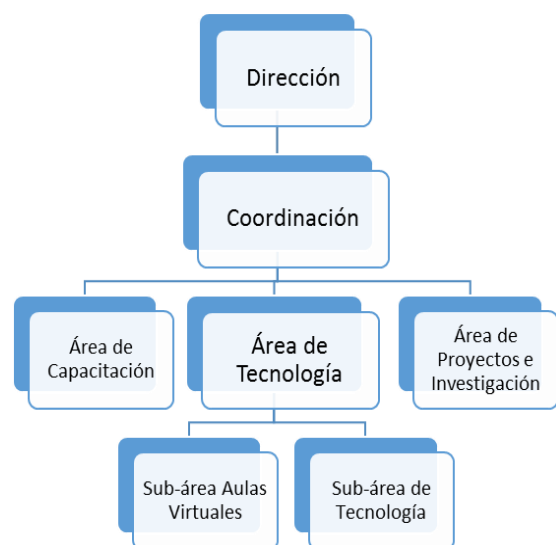 Dirección
Coordinación
Área de
Capacitación
Área de
Tecnología
Área de
Proyectos e
Investigación
Sub-área Aulas
Virtuales
Sub-área de
Tecnología